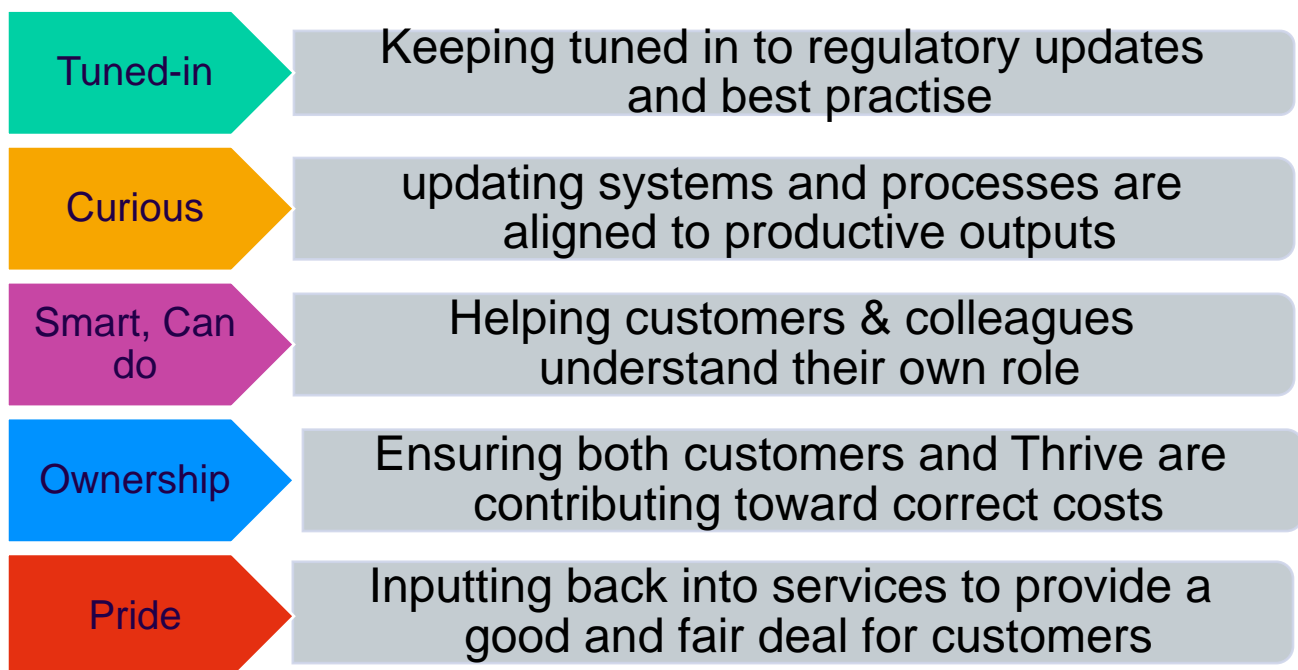 Tuned-in
Keeping tuned in to regulatory updates
and best practise
Curious
updating systems and processes are
aligned to productive outputs
Smart, Can
do
Helping customers & colleagues
understand their own role
Ownership
Ensuring both customers and Thrive are
contributing toward correct costs
Pride
Inputting back into services to provide a
good and fair deal for customers